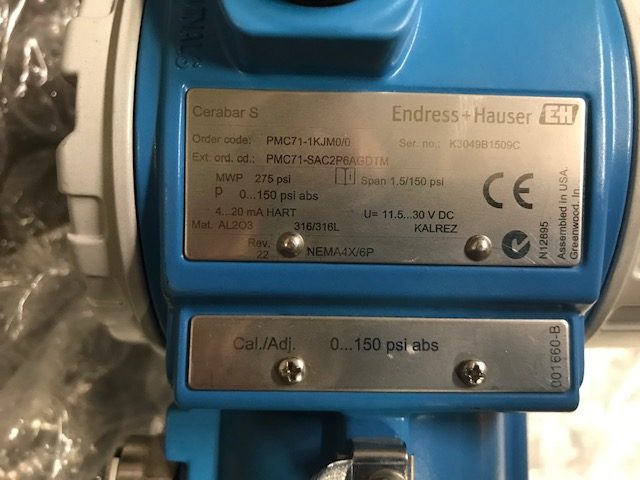 Cerabar S
Endress+Hauser EH
Order code: PMC71-1KJM0/0 Ser. no.: K3049B1509C
Ext. ord. cd.: PMC71-SAC2P6AGDTM
MWP 275 psi Span 1.5/150 psi
p 0...150 psi abs
4...20 mA HART U= 11.5...30 V DC
Mat. AL2O3 316/316L KALREZ
Rev. 22 NEMA4X/6P
CE
N12895
Assembled in USA.
Greenwood, In.
Cal./Adj. 0...150 psi abs
001660-B